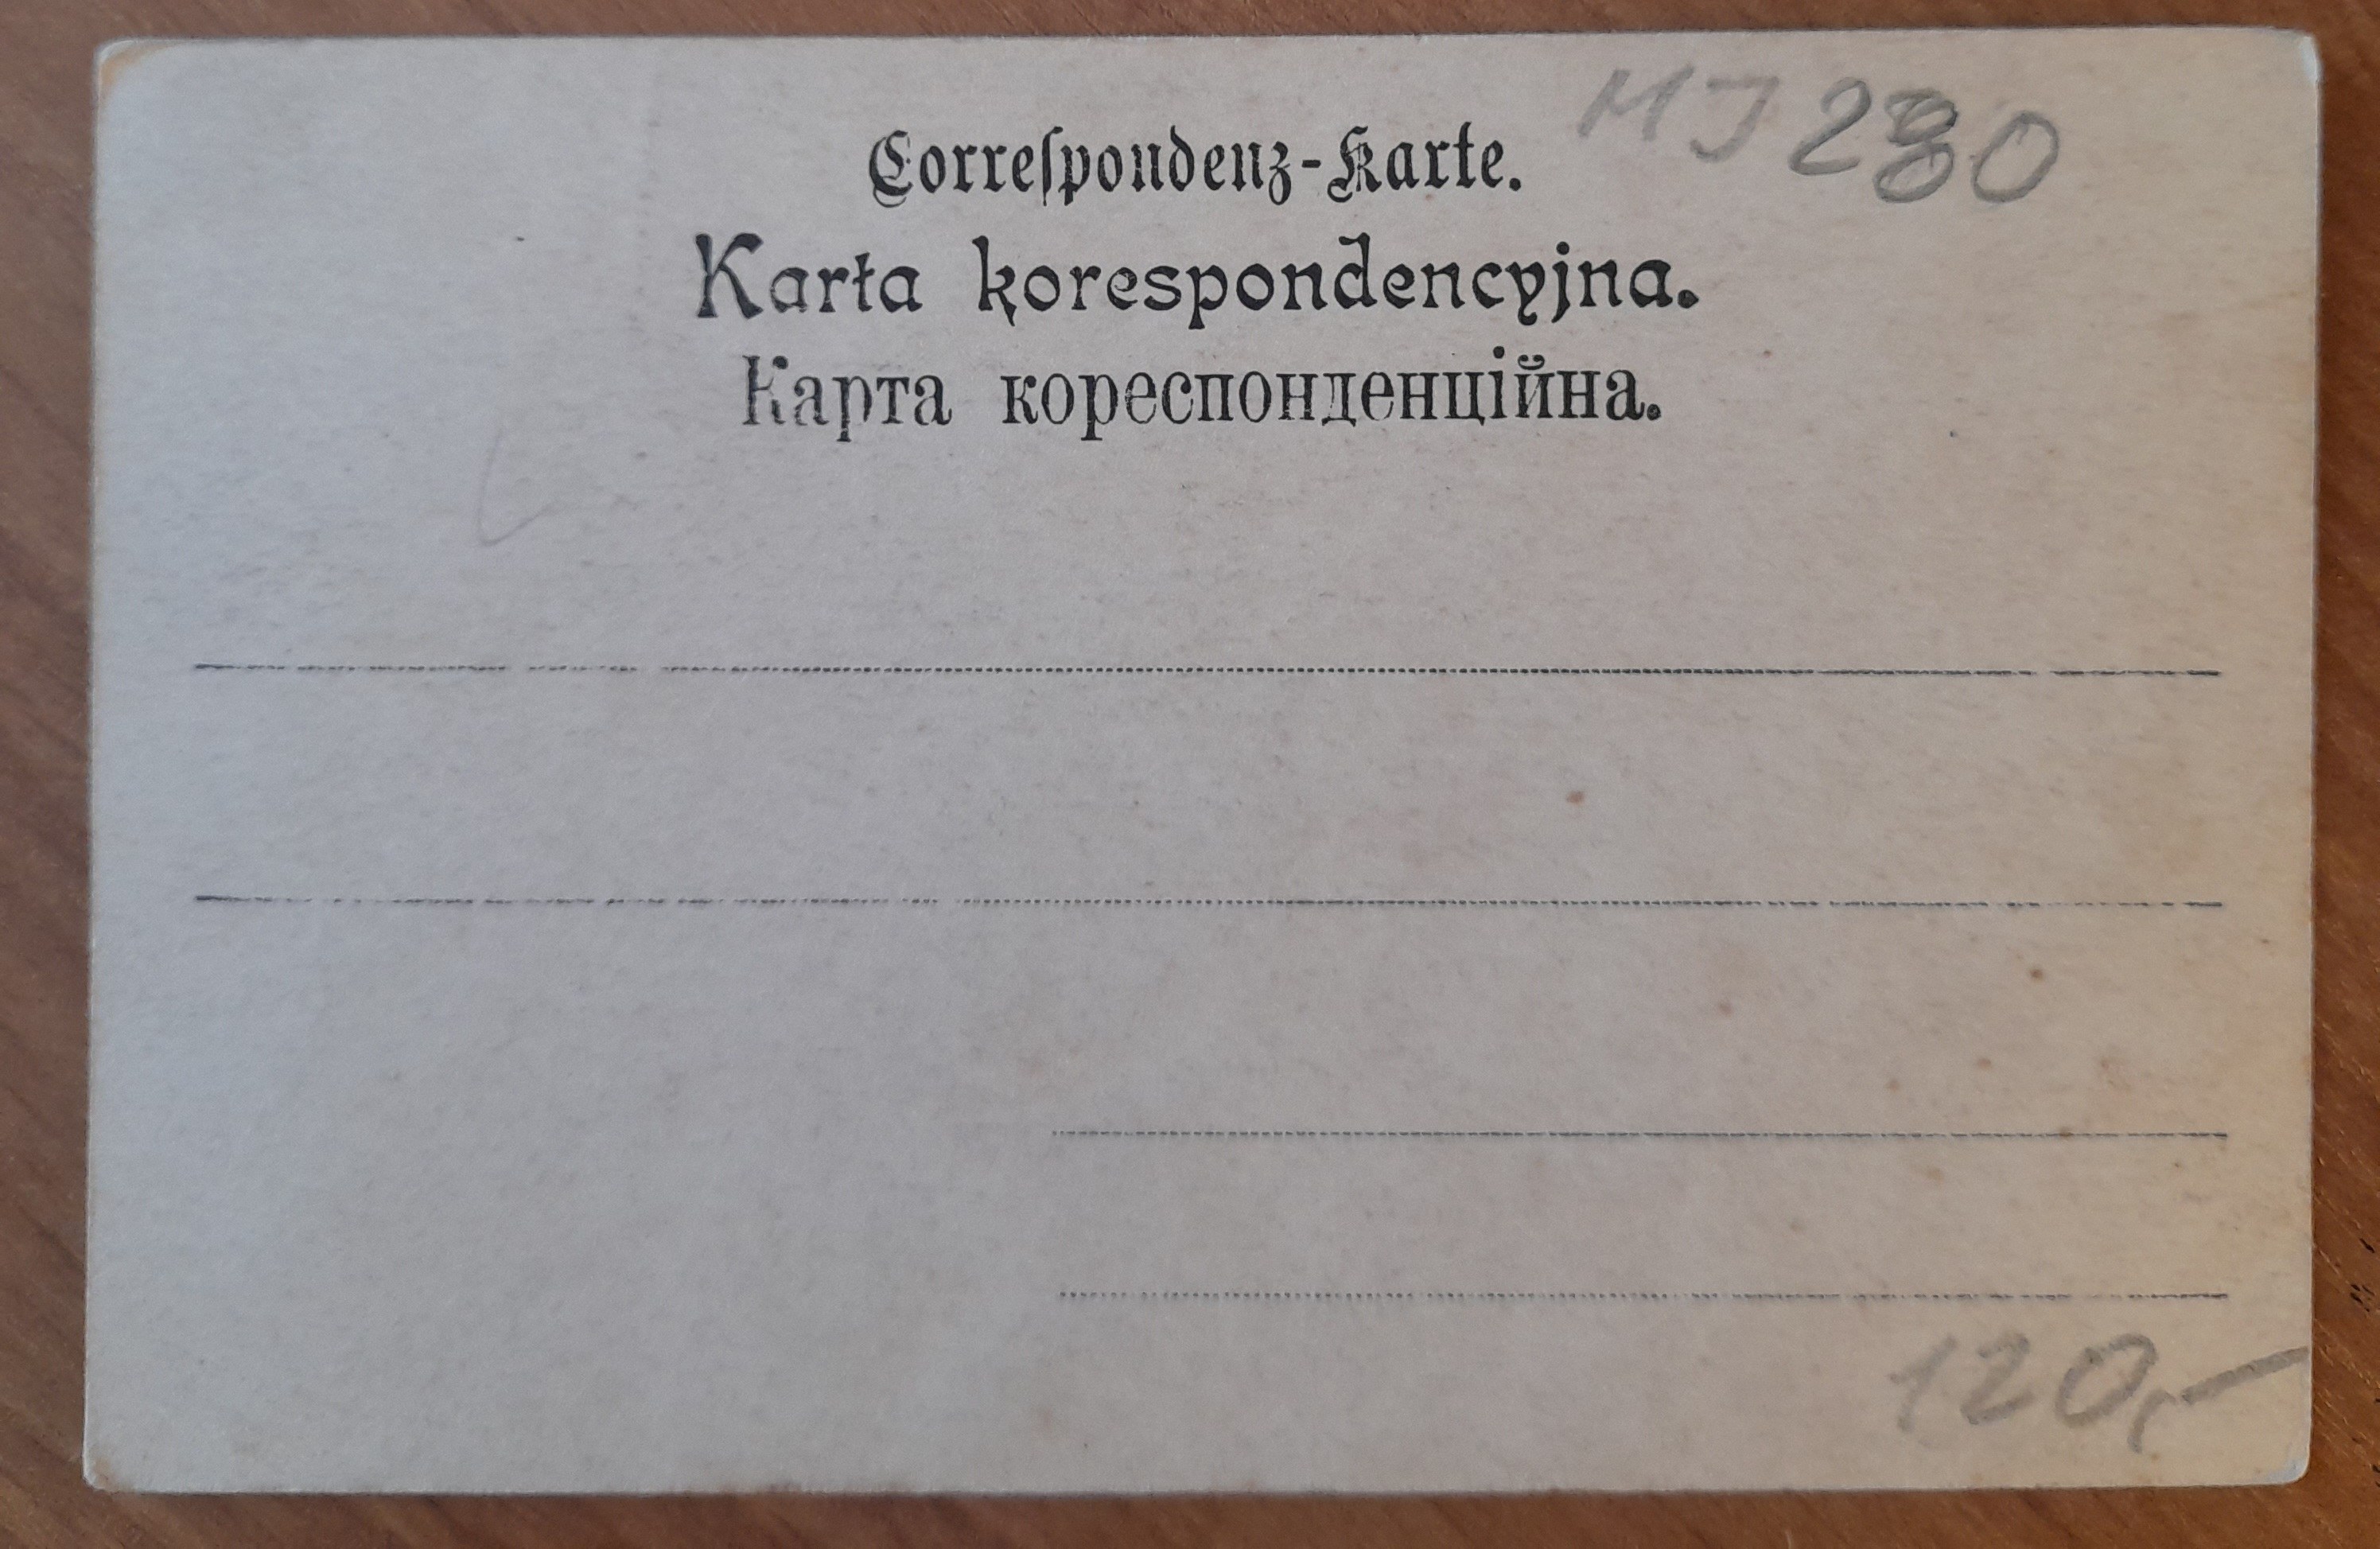 Correspondenz-Karte.
MJ 280
Karta korespondencyjna.
Карта кореспонденційна.
120,-